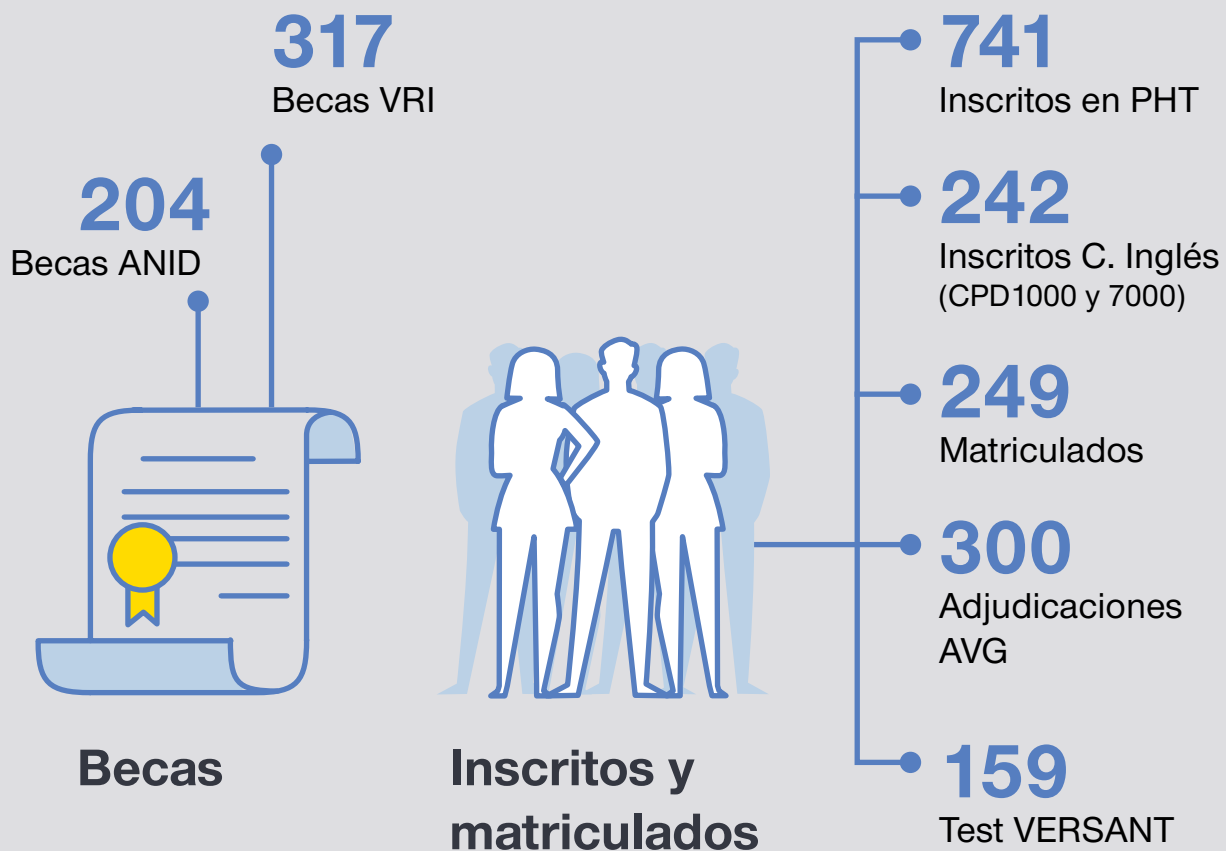 317
Becas VRI
204
Becas ANID
Becas
Inscritos y
matriculados
741
Inscritos en PHT
242
Inscritos C. Inglés
(CPD1000 y 7000)
249
Matriculados
300
Adjudicaciones
AVG
159
Test VERSANT